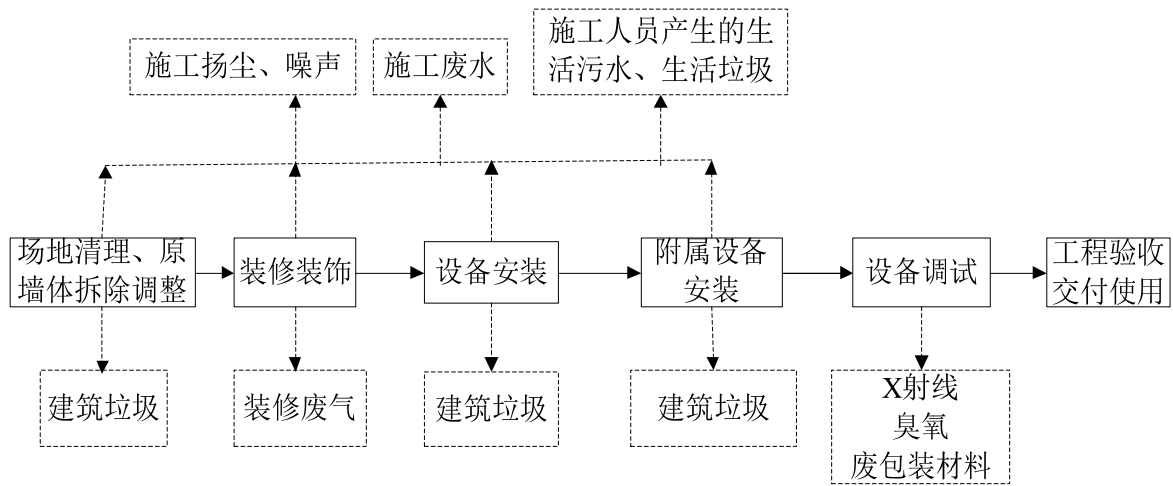 施工扬尘、噪声
施工废水
施工人员产生的生
活污水、生活垃圾
场地清理、原
墙体拆除调整
装修装饰
设备安装
附属设备
安装
设备调试
工程验收
交付使用
建筑垃圾
装修废气
建筑垃圾
建筑垃圾
X射线
臭氧
废包装材料